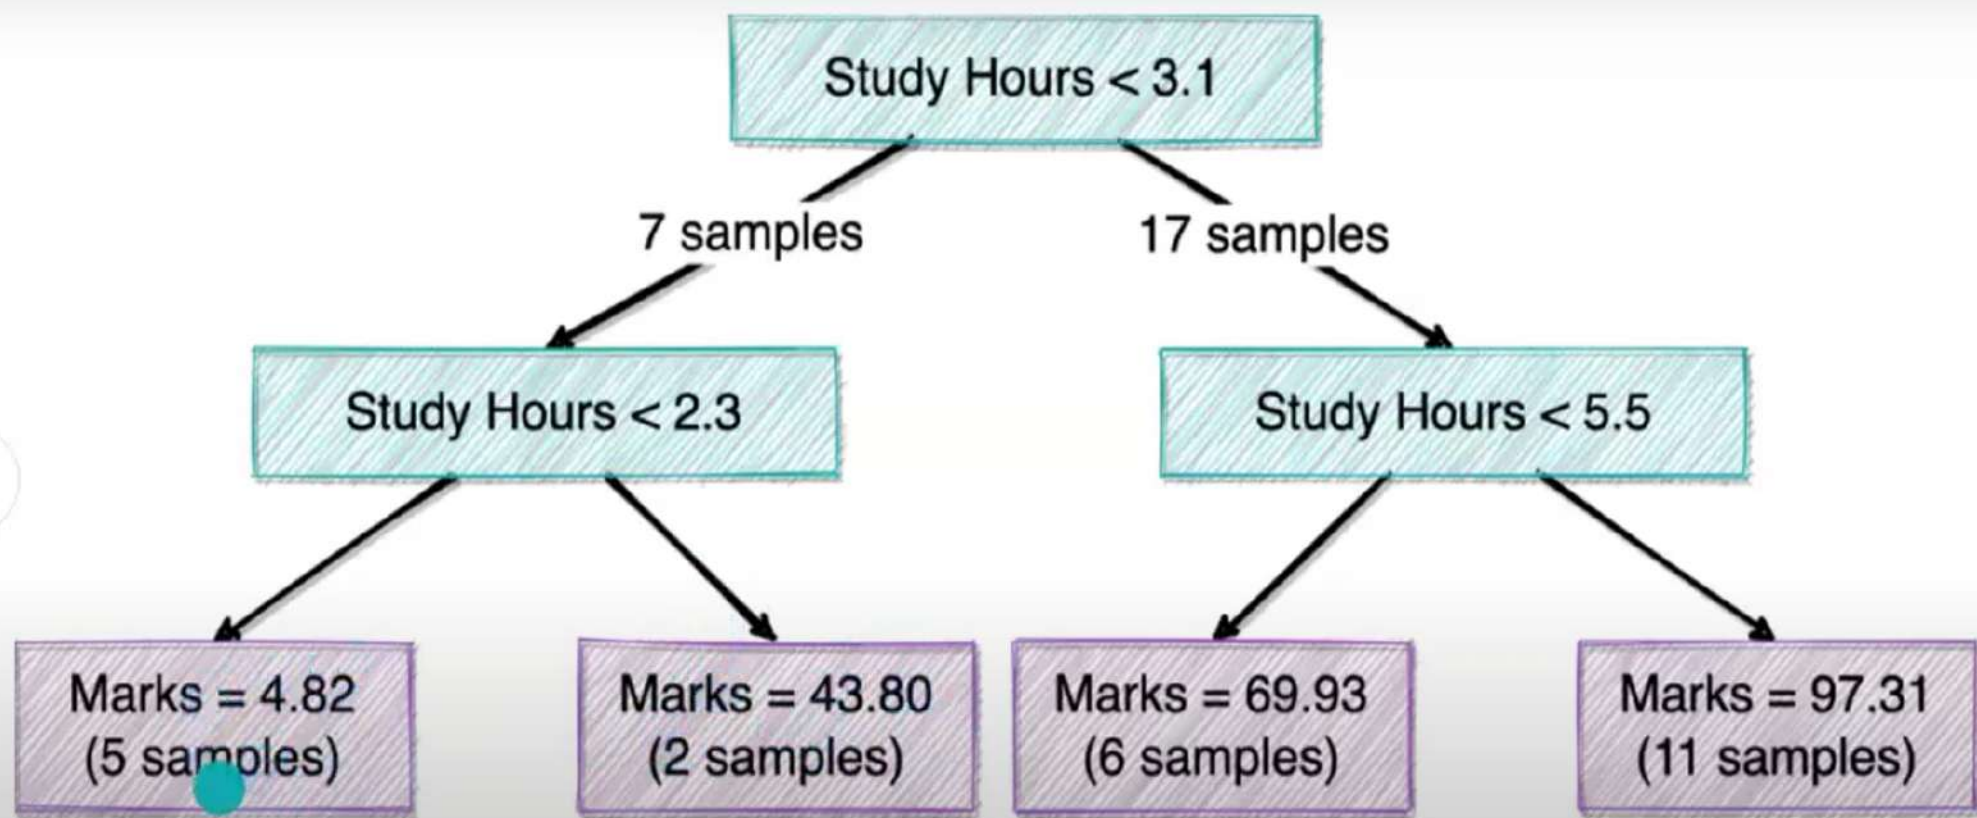 Study Hours < 3.1
7 samples
17 samples
Study Hours < 2.3
Study Hours < 5.5
Marks = 4.82
(5 samples)
Marks = 43.80
(2 samples)
Marks = 69.93
(6 samples)
Marks = 97.31
(11 samples)